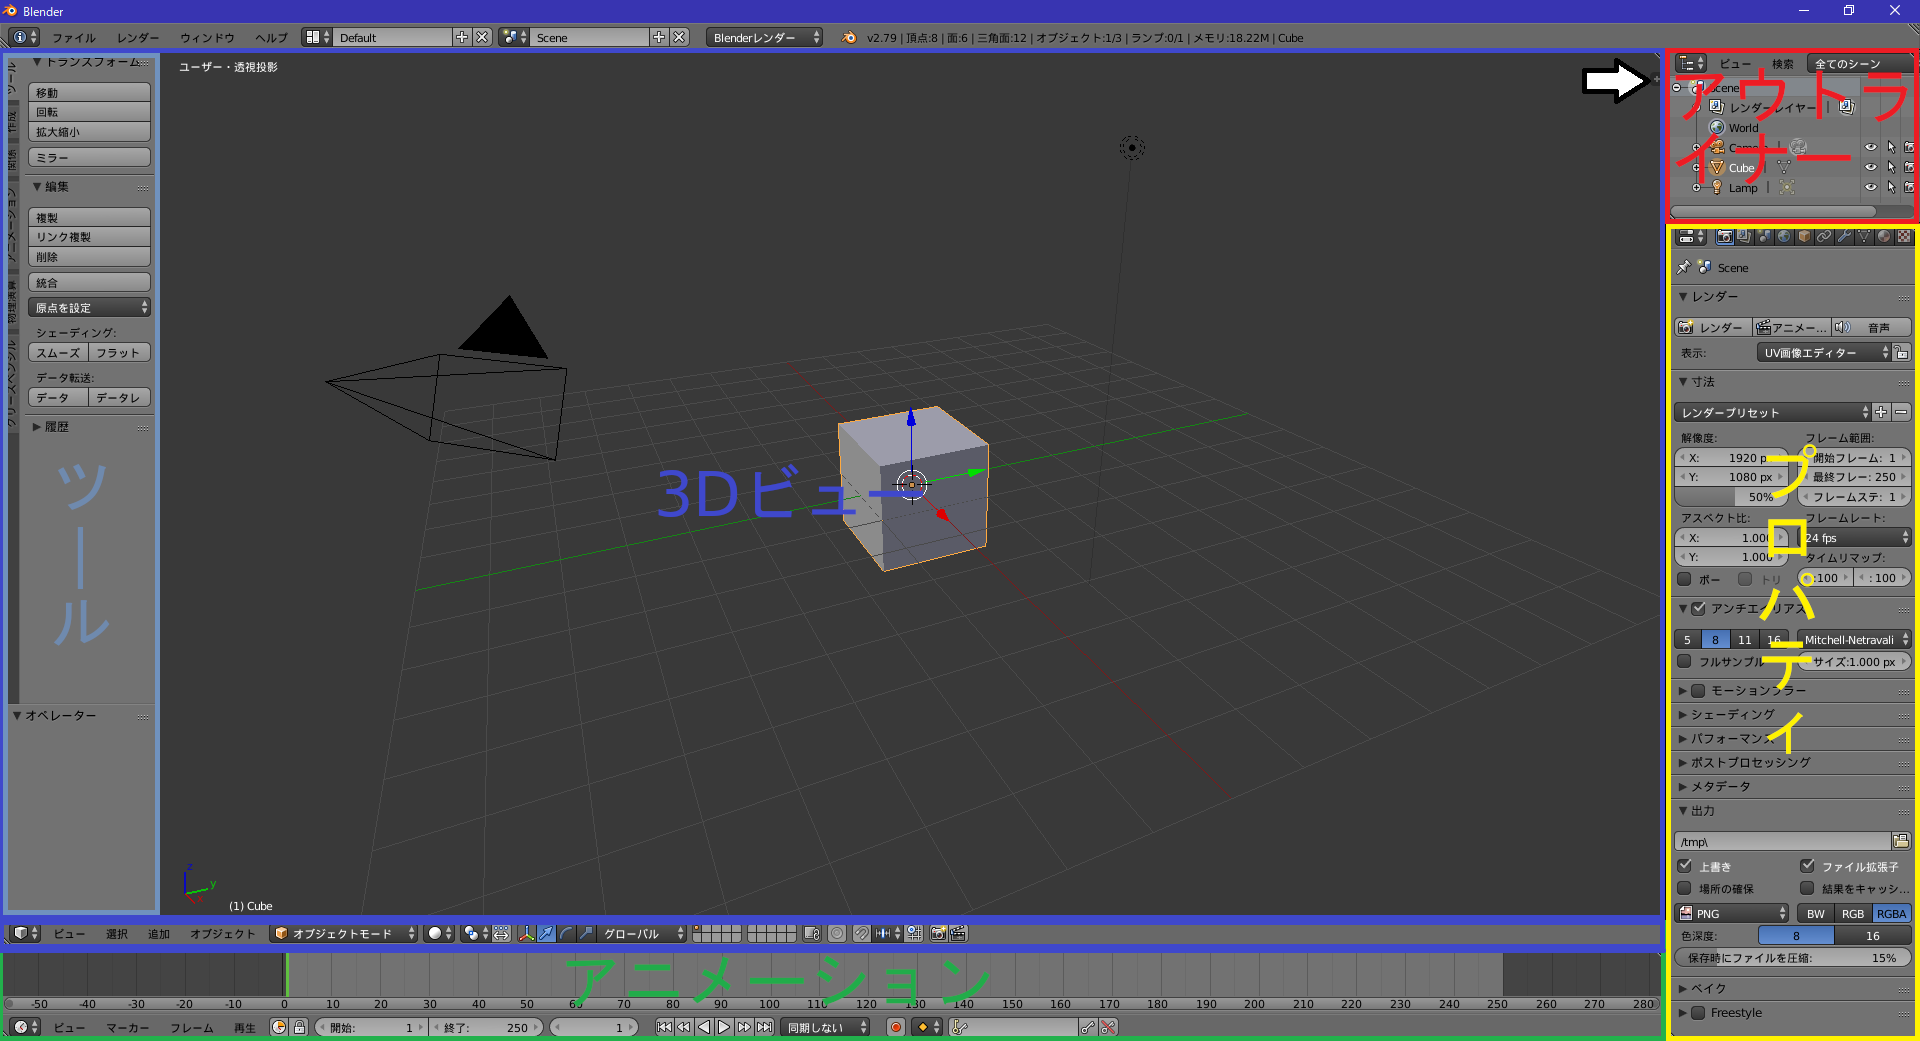 Blender
ファイル レンダー ウィンドウ ヘルプ Default Scene Blenderレンダー v2.79 | 頂点:8 | 面:6 | 三角面:12 | オブジェクト:1/3 | ランプ:0/1 | メモリ:18.22M | Cube
トランスフォーム
移動
回転
拡大縮小
ミラー
編集
複製
リンク複製
削除
統合
原点を設定
シェーディング:
スムーズ フラット
データ転送:
データ データレ
履歴
ツール
オペレーター
作成
関係
アニメーション
物理演算
ユーザー・透視投影
3Dビュー
z
y
x
(1) Cube
ビュー 選択 追加 オブジェクト オブジェクトモード グローバル
アニメーション
-50 -40 -30 -20 -10 0 10 20 30 40 50 60 70 80 90 100 110 120 130 140 150 160 170 180 190 200 210 220 230 240 250 260 270 280
ビュー マーカー フレーム 再生 開始: 1 終了: 250 1 同期しない
ビュー 検索 全てのシーン
アウトライナー
Scene
レンダーレイヤー
World
Camera
Cube
Lamp
プロパティ
Scene
レンダー
レンダー アニメー... 音声
表示: UV画像エディター
寸法
レンダープリセット
解像度: フレーム範囲:
X: 1920 p 開始フレーム: 1
Y: 1080 px 最終フレー: 250
50% フレームステ: 1
アスペクト比: フレームレート:
X: 1.000 24 fps
Y: 1.000 タイムリマップ:
ボー トリ :100 :100
アンチエイリアス
5 8 11 16 Mitchell-Netravali
フルサンプル サイズ:1.000 px
モーションブラー
シェーディング
パフォーマンス
ポストプロセッシング
メタデータ
出力
/tmp\
上書き ファイル拡張子
場所の確保 結果をキャッシ...
PNG BW RGB RGBA
色深度: 8 16
保存時にファイルを圧縮: 15%
ベイク
Freestyle